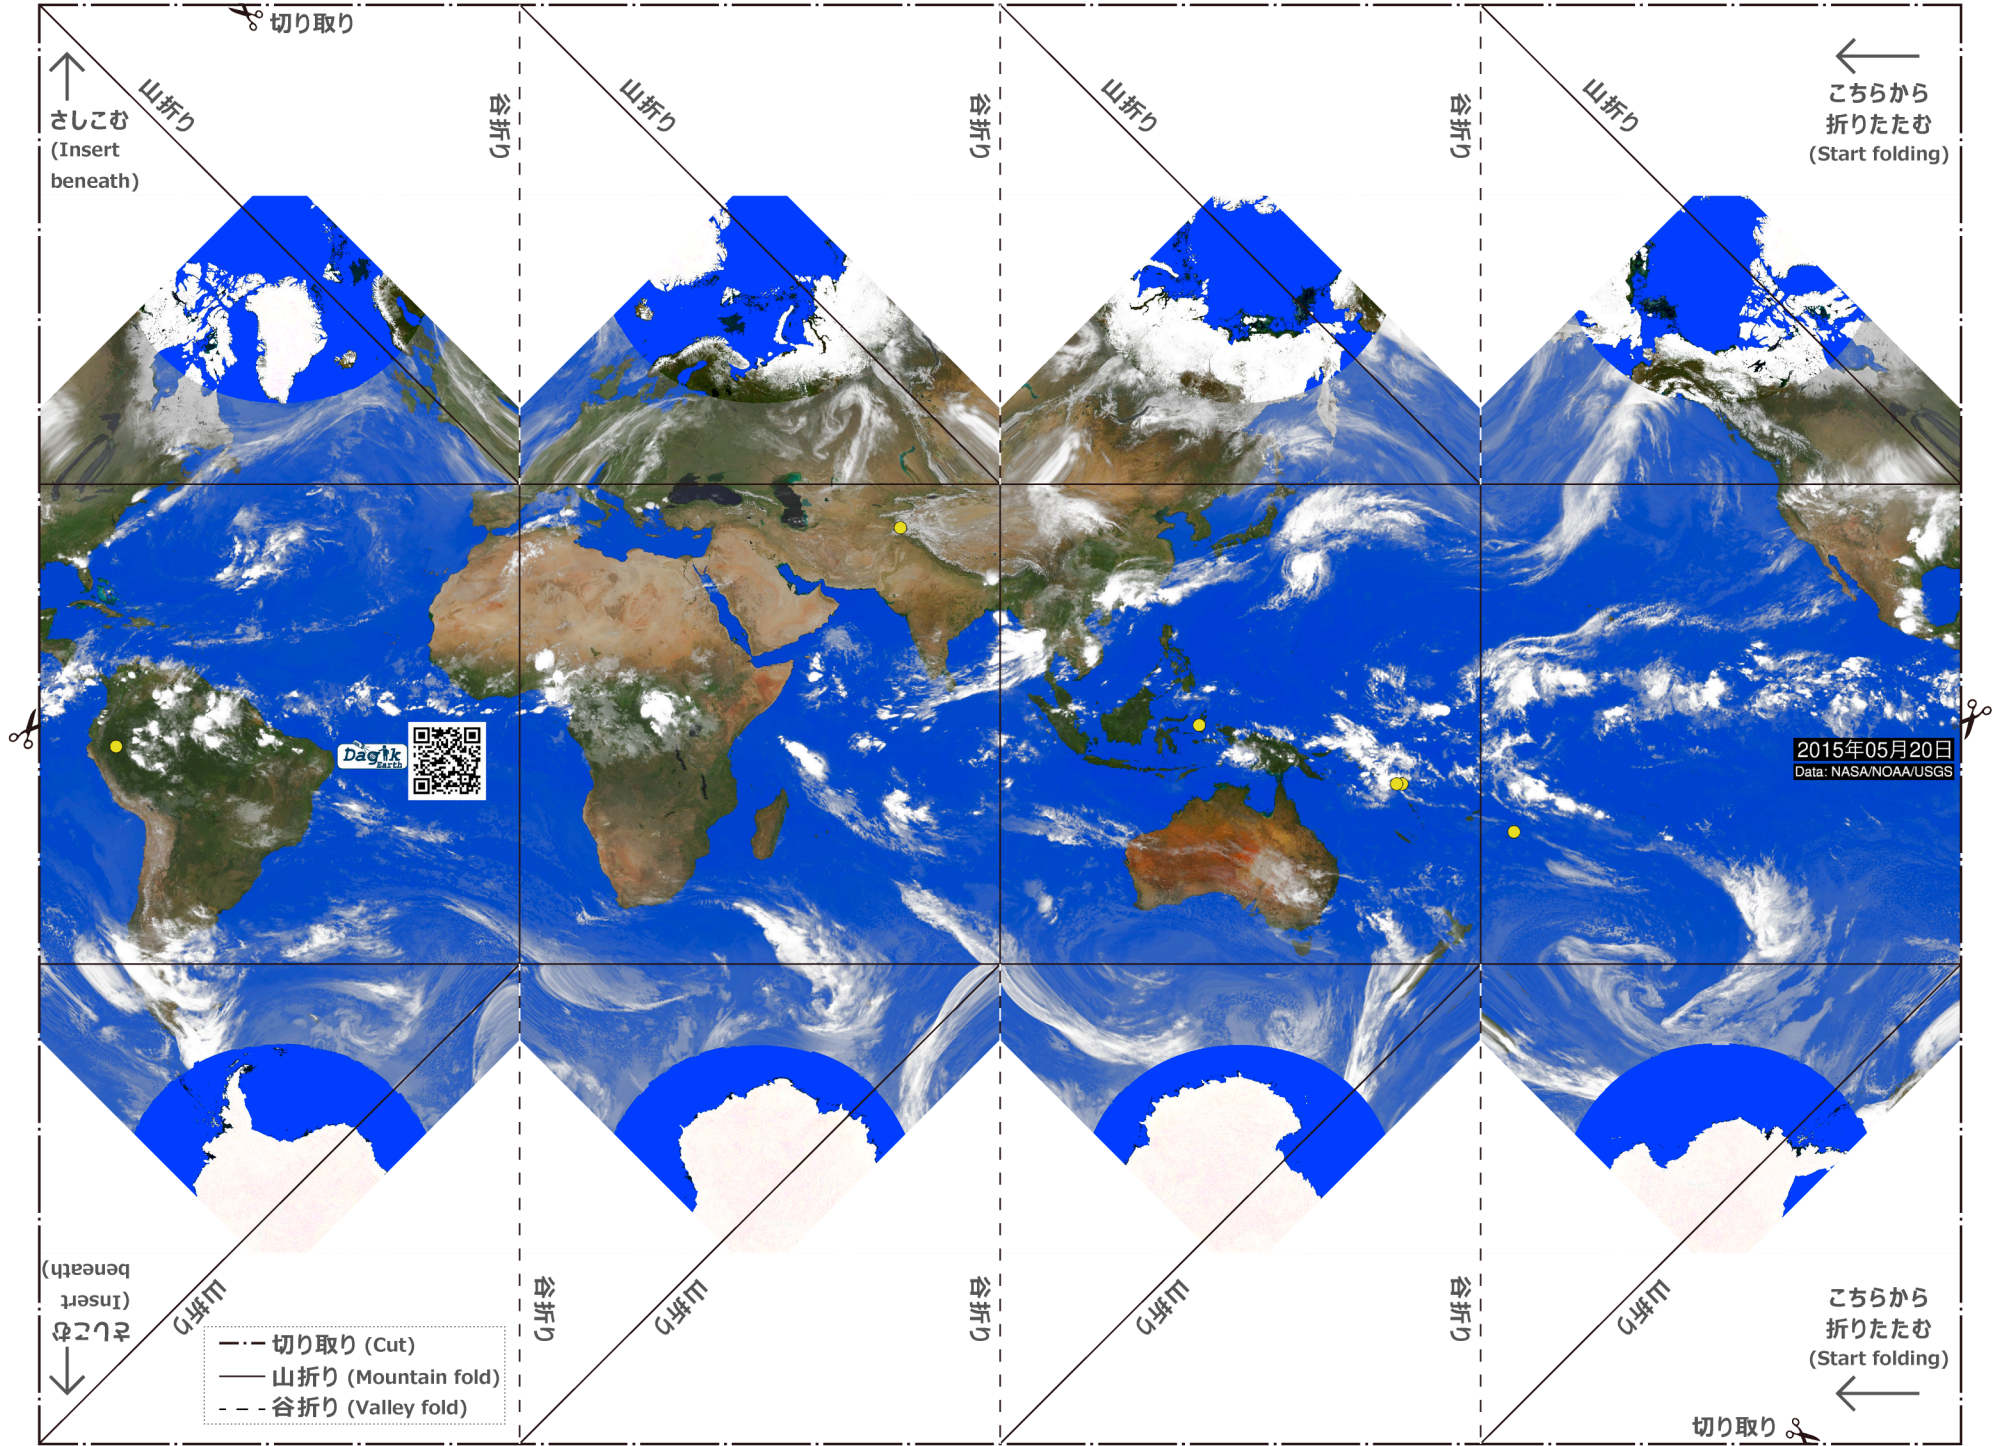 切り取り
山折り
山折り
山折り
山折り
谷折り
谷折り
谷折り
さしこむ
(Insert
beneath)
こちらから
折りたたむ
(Start folding)
Dagik
Earth
2015年05月20日
Data: NASA/NOAA/USGS
さしこむ
(Insert
beneath)
山折り
山折り
山折り
山折り
谷折り
谷折り
谷折り
切り取り (Cut)
山折り (Mountain fold)
谷折り (Valley fold)
こちらから
折りたたむ
(Start folding)
切り取り